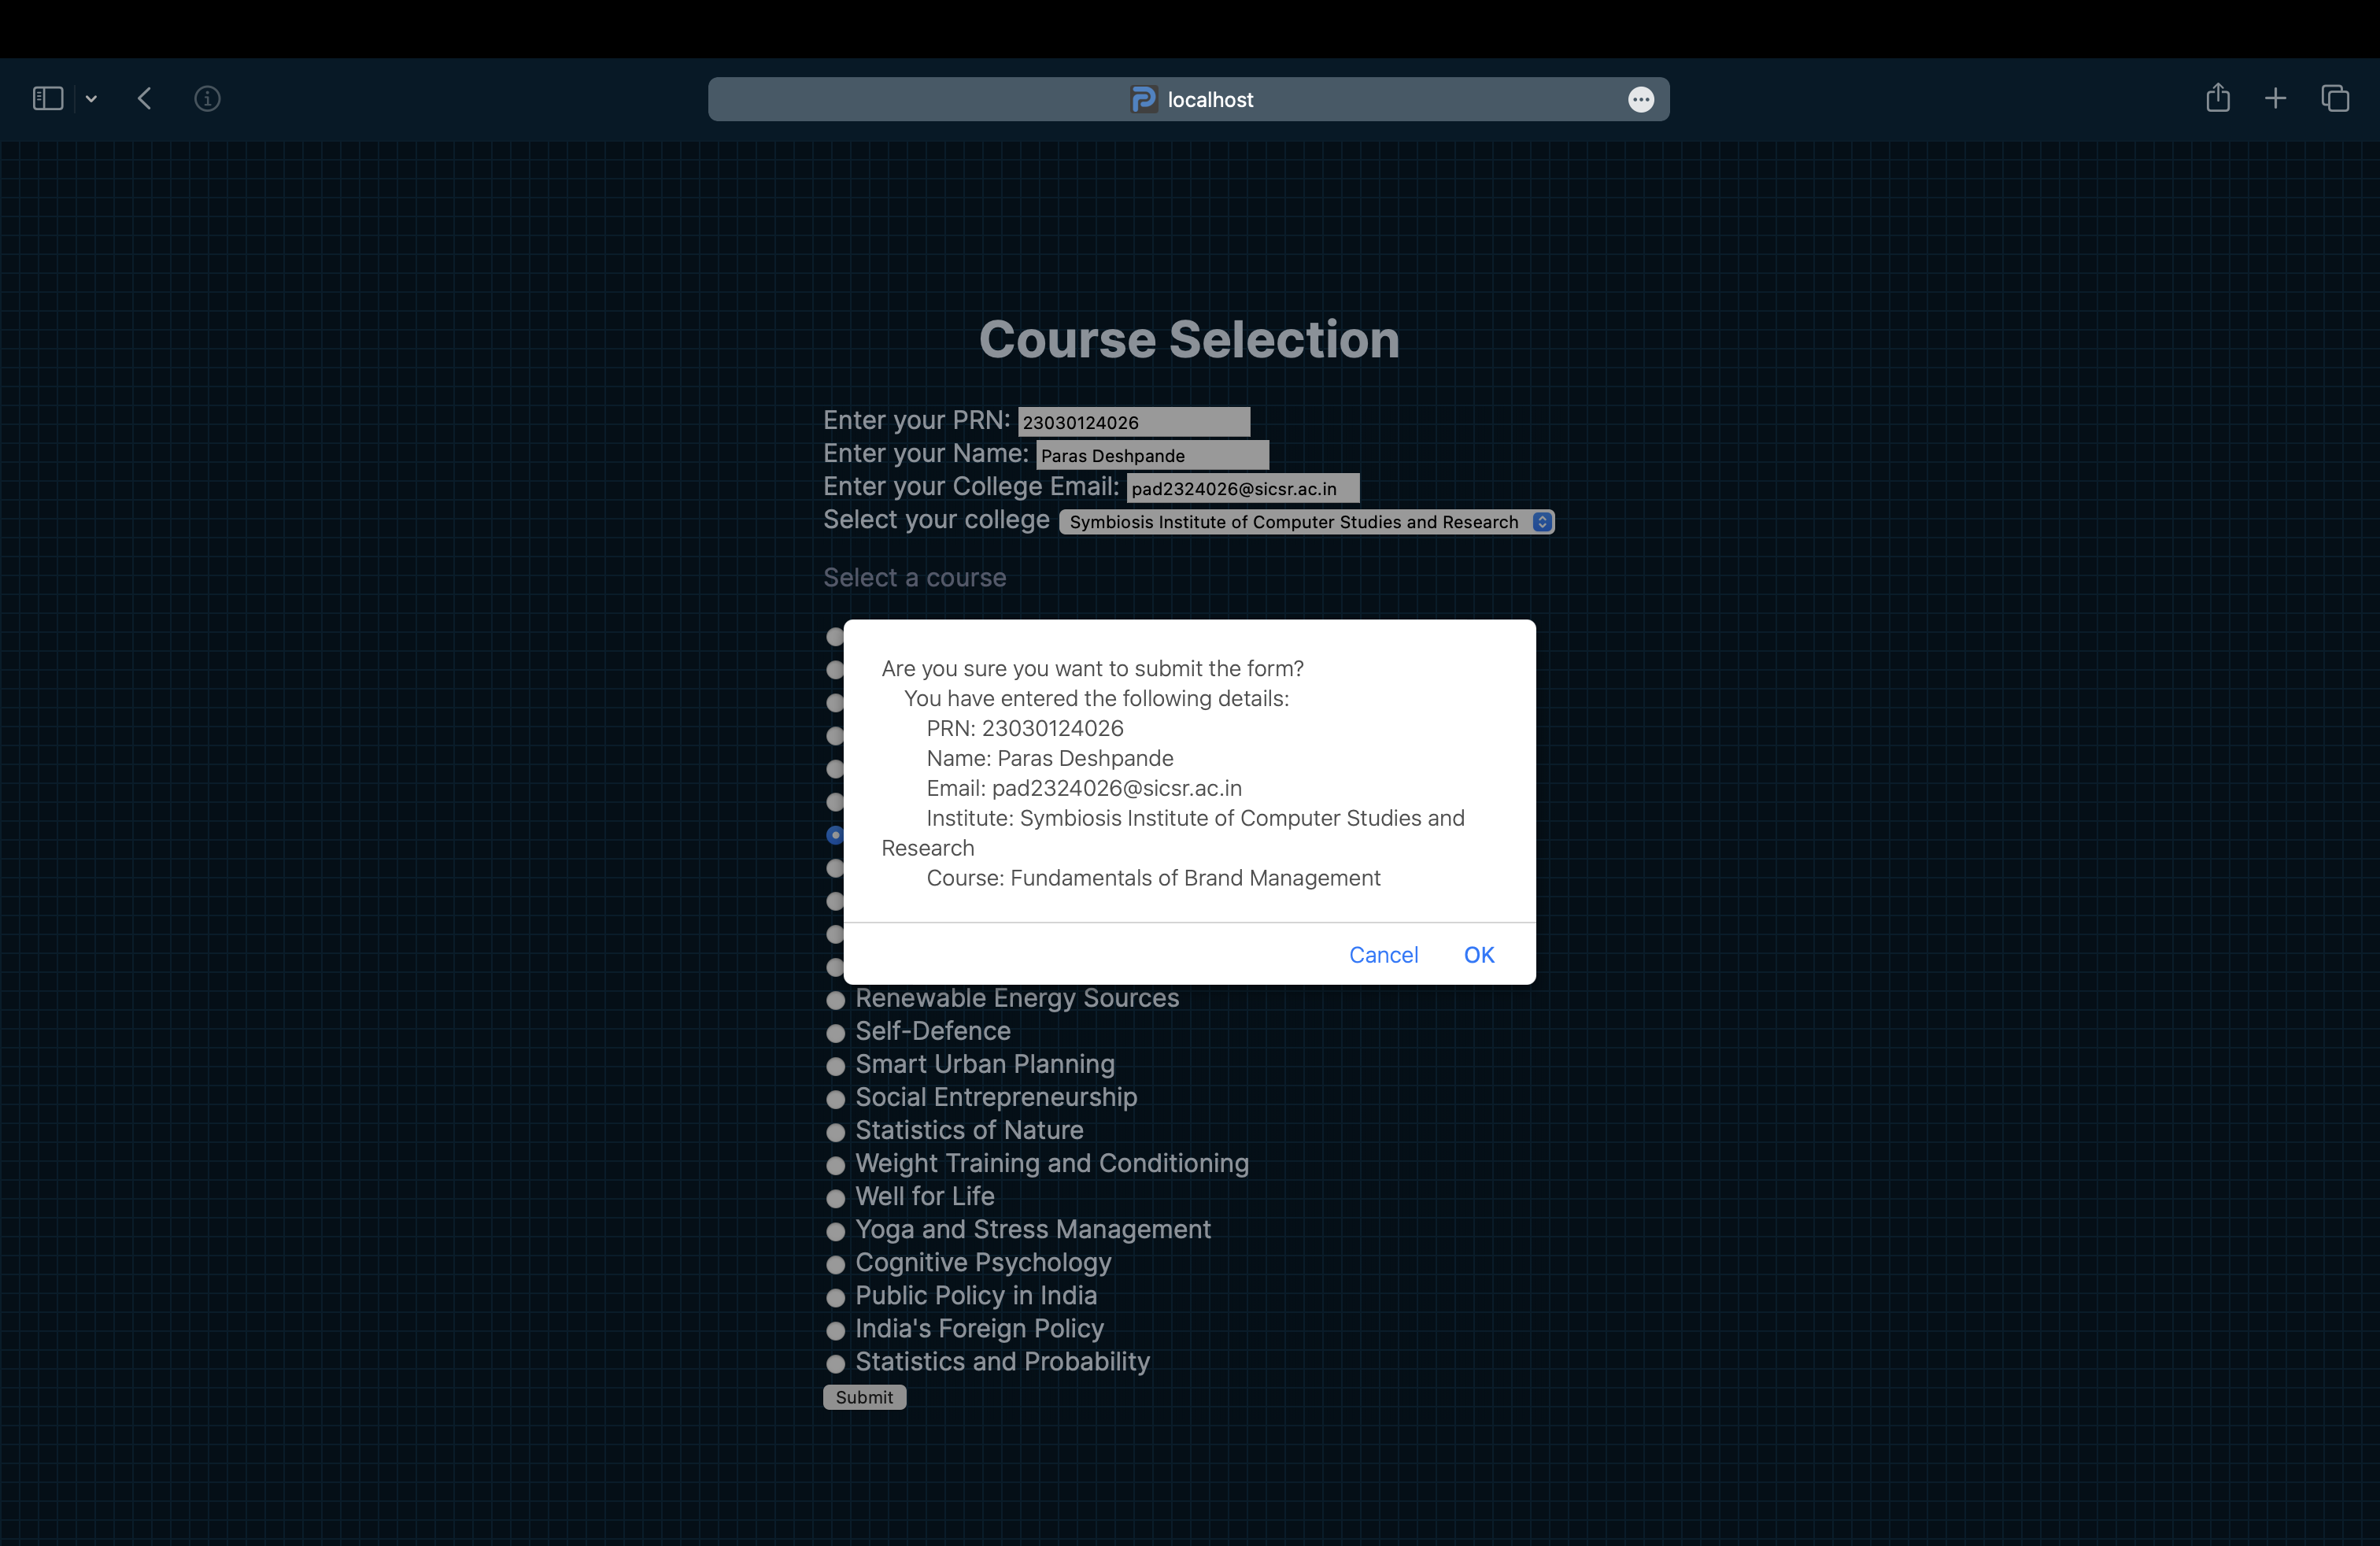 localhost
Course Selection
Enter your PRN: 23030124026
Enter your Name: Paras Deshpande
Enter your College Email: pad2324026@sicsr.ac.in
Select your college Symbiosis Institute of Computer Studies and Research
Select a course
Are you sure you want to submit the form?
You have entered the following details:
PRN: 23030124026
Name: Paras Deshpande
Email: pad2324026@sicsr.ac.in
Institute: Symbiosis Institute of Computer Studies and
Research
Course: Fundamentals of Brand Management
Cancel OK
Renewable Energy Sources
Self-Defence
Smart Urban Planning
Social Entrepreneurship
Statistics of Nature
Weight Training and Conditioning
Well for Life
Yoga and Stress Management
Cognitive Psychology
Public Policy in India
India's Foreign Policy
Statistics and Probability
Submit